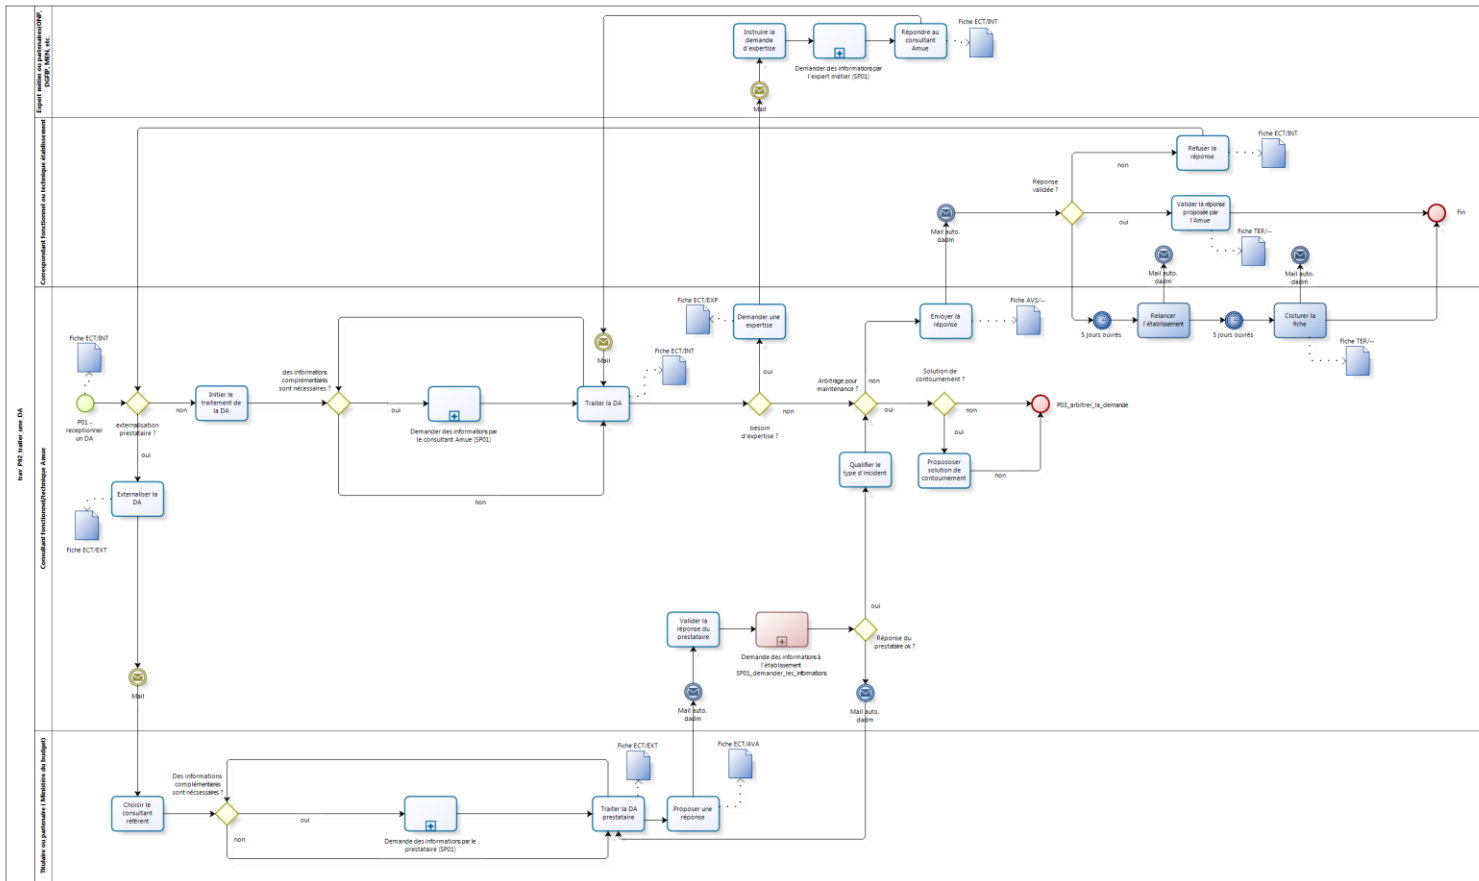 trav_P02_traiter_une_DA
Expert métier ou partenaires(DNP,
DGFIP, MEN, etc.
Instruire la
demande
d'expertise
Demander des informations par
l'expert métier (SP01)
Répondre au
consultant
Amue
Fiche ECT/INT
Mail
Correspondant fonctionnel ou technique établissement
Réponse
validée ?
non
Refuser la
réponse
Fiche ECT/INT
oui
Valider la réponse
proposée par
l'Amue
Fiche TER/--
Fin
Mail auto.
dadm
Mail auto.
dadm
Mail auto.
dadm
Consultant fonctionnel/technique Amue
Fiche ECT/INT
P01 -
receptionner
un DA
externalisation
prestataire ?
non
Initier le
traitement de
la DA
des informations
complémentaires
sont nécessaires ?
oui
Demander des informations par
le consultant Amue (SP01)
non
Mail
Traiter la DA
Fiche ECT/INT
Fiche ECT/EXP
Demander une
expertise
oui
besoin
d'expertise ?
non
Arbitrage pour
maintenance ?
non
oui
Envoyer la
réponse
Fiche AVS/--
Solution de
contournement ?
non
P03_arbitrer_la_demande
oui
Propososer
solution de
contournement
non
5 jours ouvrés
Relancer
l'établissement
5 jours ouvrés
Cloturer la
fiche
Fiche TER/--
Qualifier le
type d'incident
oui
oui
Externaliser la
DA
Fiche ECT/EXT
Mail
Valider la
réponse du
prestataire
Demande des informations à
l'établissement
SP01_demander_les_informations
Réponse du
prestataire ok ?
Mail auto.
dadm
Mail auto.
dadm
Titulaire ou partenaire ( Ministère du budget)
Choisir le
consultant
référent
Des informations
complémentaires
sont nécssaires ?
oui
non
Demande des informations par le
prestataire (SP01)
Traiter la DA
prestataire
Fiche ECT/EXT
Proposer une
réponse
Fiche ECT/AVA